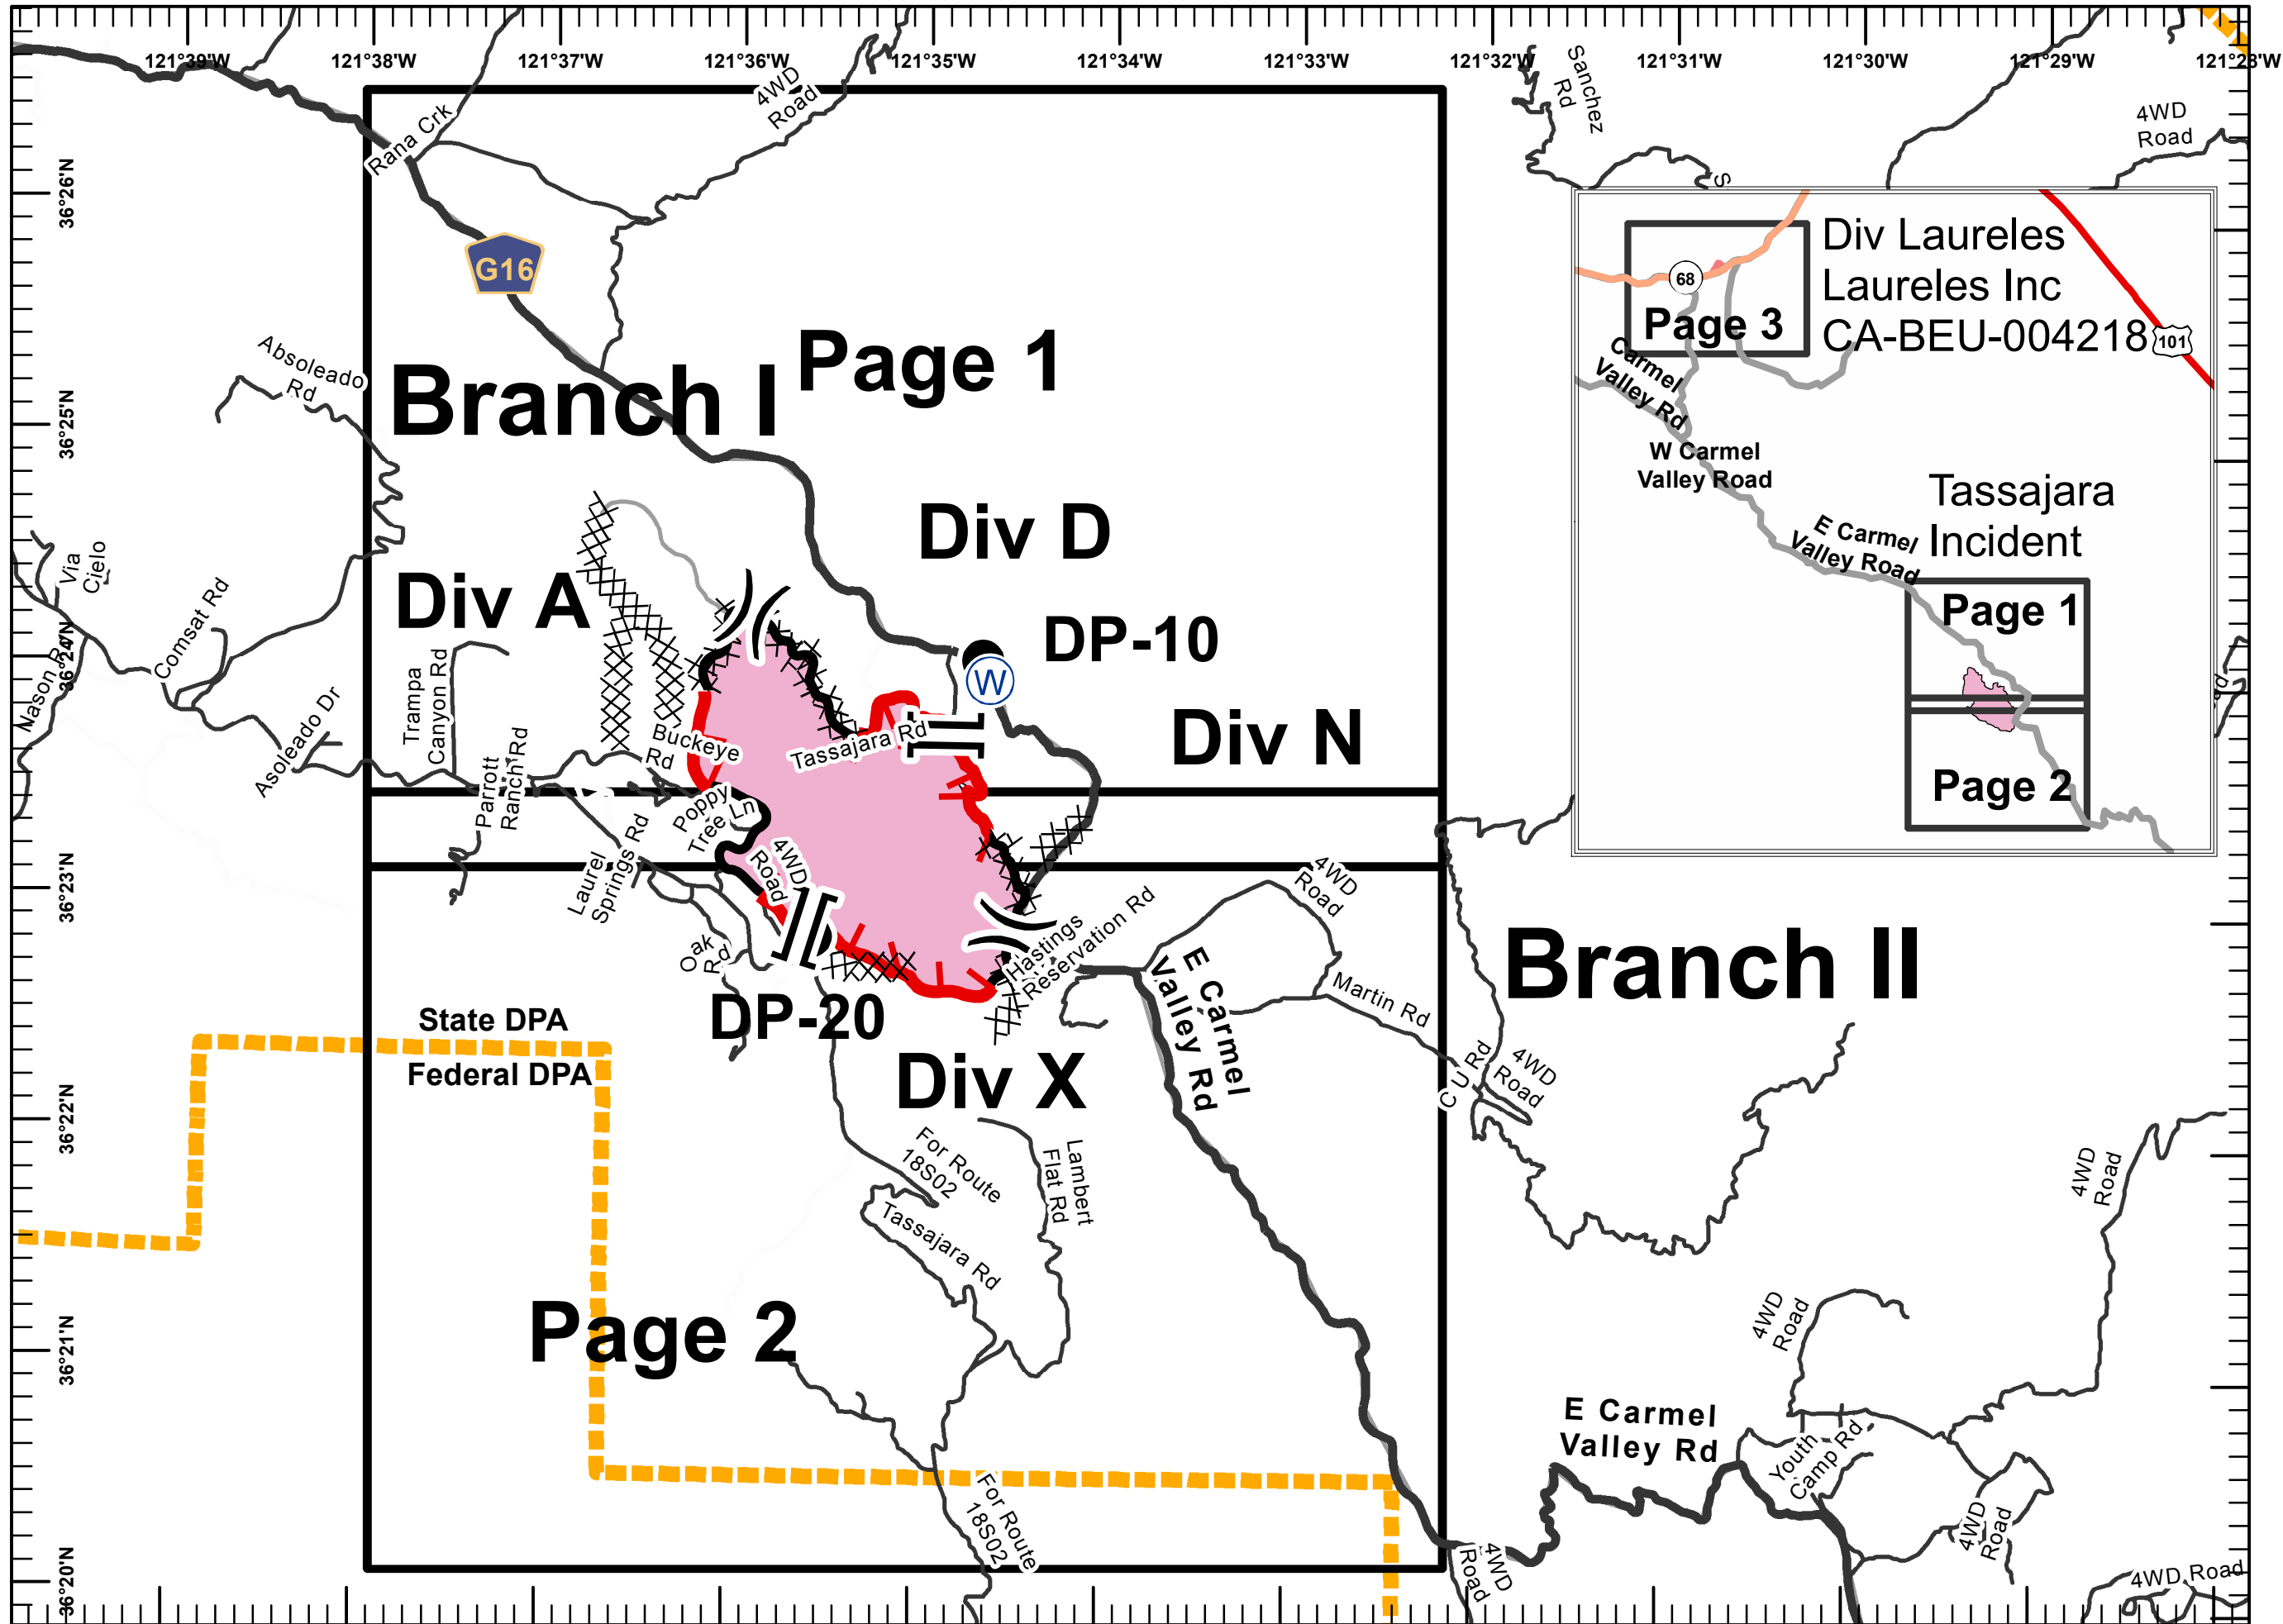 121°39'W
121°38'W
121°37'W
121°36'W
121°35'W
121°34'W
121°33'W
121°32'W
121°31'W
121°30'W
121°29'W
121°28'W
36°26'N
36°25'N
36°24'N
36°23'N
36°22'N
36°21'N
36°20'N
Rana Crk
4WD
Road
Sanchez
Rd
S
4WD
Road
G16
Absoleado
Rd
Branch I
Page 1
Div D
Div A
DP-10
W
Div N
Via
Cielo
Comsat Rd
Nason R
Asoleado Dr
Trampa
Canyon Rd
Parrott
Ranch Rd
Buckeye
Rd
Tassajara Rd
Poppy
Tree Ln
Laurel
Springs Rd
4WD
Road
Oak
Rd
DP-20
Hastings
Reservation Rd
4WD
Road
E Carmel
Valley Rd
Martin Rd
C U Rd
4WD
Road
Branch II
State DPA
Federal DPA
Div X
For Route
18S02
Lambert
Flat Rd
Tassajara Rd
Page 2
For Route
18S02
4WD
Road
4WD
Road
E Carmel
Valley Rd
Youth
Camp Rd
4WD
Road
4WD
Road
4WD Road
Div Laureles
Laureles Inc
CA-BEU-004218
68
101
Page 3
Carmel
Valley Rd
W Carmel
Valley Road
Tassajara
Incident
E Carmel
Valley Road
Page 1
Page 2